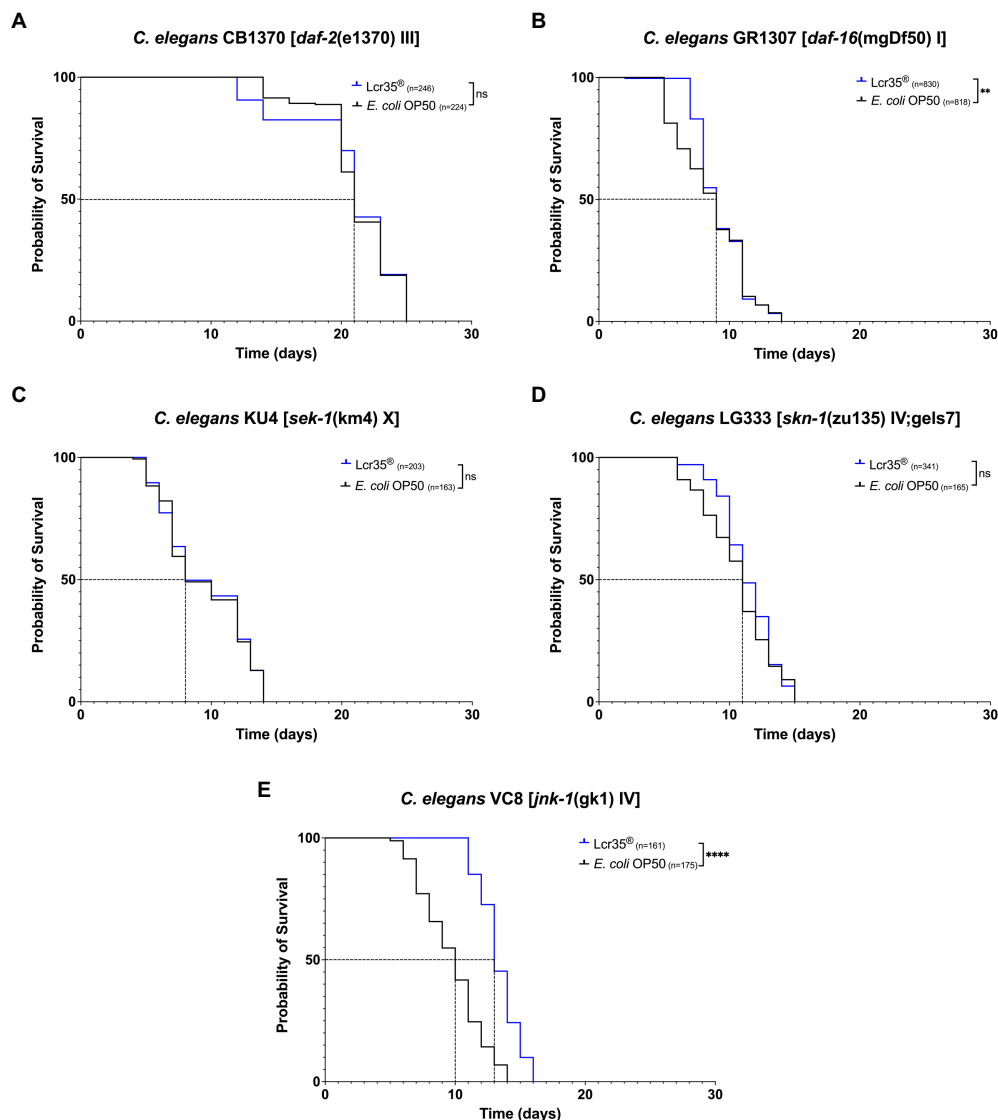 A
C. elegans CB1370 [daf-2(e1370) III]
Probability of Survival
100
50
0
0 10 20 30
Time (days)
Lcr35® (n=246)
E. coli OP50 (n=224)
ns
B
C. elegans GR1307 [daf-16(mgDf50) I]
Probability of Survival
100
50
0
0 10 20 30
Time (days)
Lcr35® (n=830)
E. coli OP50 (n=818)
**
C
C. elegans KU4 [sek-1(km4) X]
Probability of Survival
100
50
0
0 10 20 30
Time (days)
Lcr35® (n=203)
E. coli OP50 (n=163)
ns
D
C. elegans LG333 [skn-1(zu135) IV;geIs7]
Probability of Survival
100
50
0
0 10 20 30
Time (days)
Lcr35® (n=341)
E. coli OP50 (n=165)
ns
E
C. elegans VC8 [jnk-1(gk1) IV]
Probability of Survival
100
50
0
0 10 20 30
Time (days)
Lcr35® (n=161)
E. coli OP50 (n=175)
****